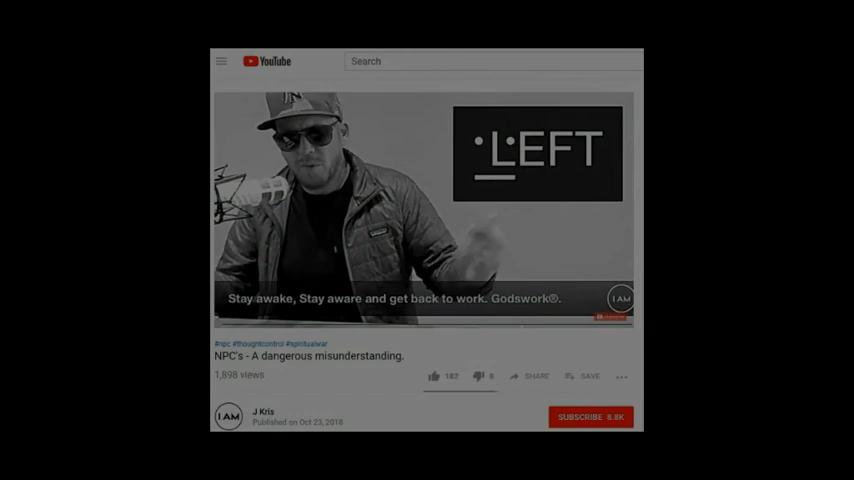 YouTube
Search
LEFT
Stay awake, Stay aware and get back to work. Godswork®.
I AM
#npc #thoughtcontrol #spiritualwar
NPC's - A dangerous misunderstanding.
1,898 views
182
8
SHARE
SAVE
I AM
J Kris
Published on Oct 23, 2018
SUBSCRIBE 8.8K